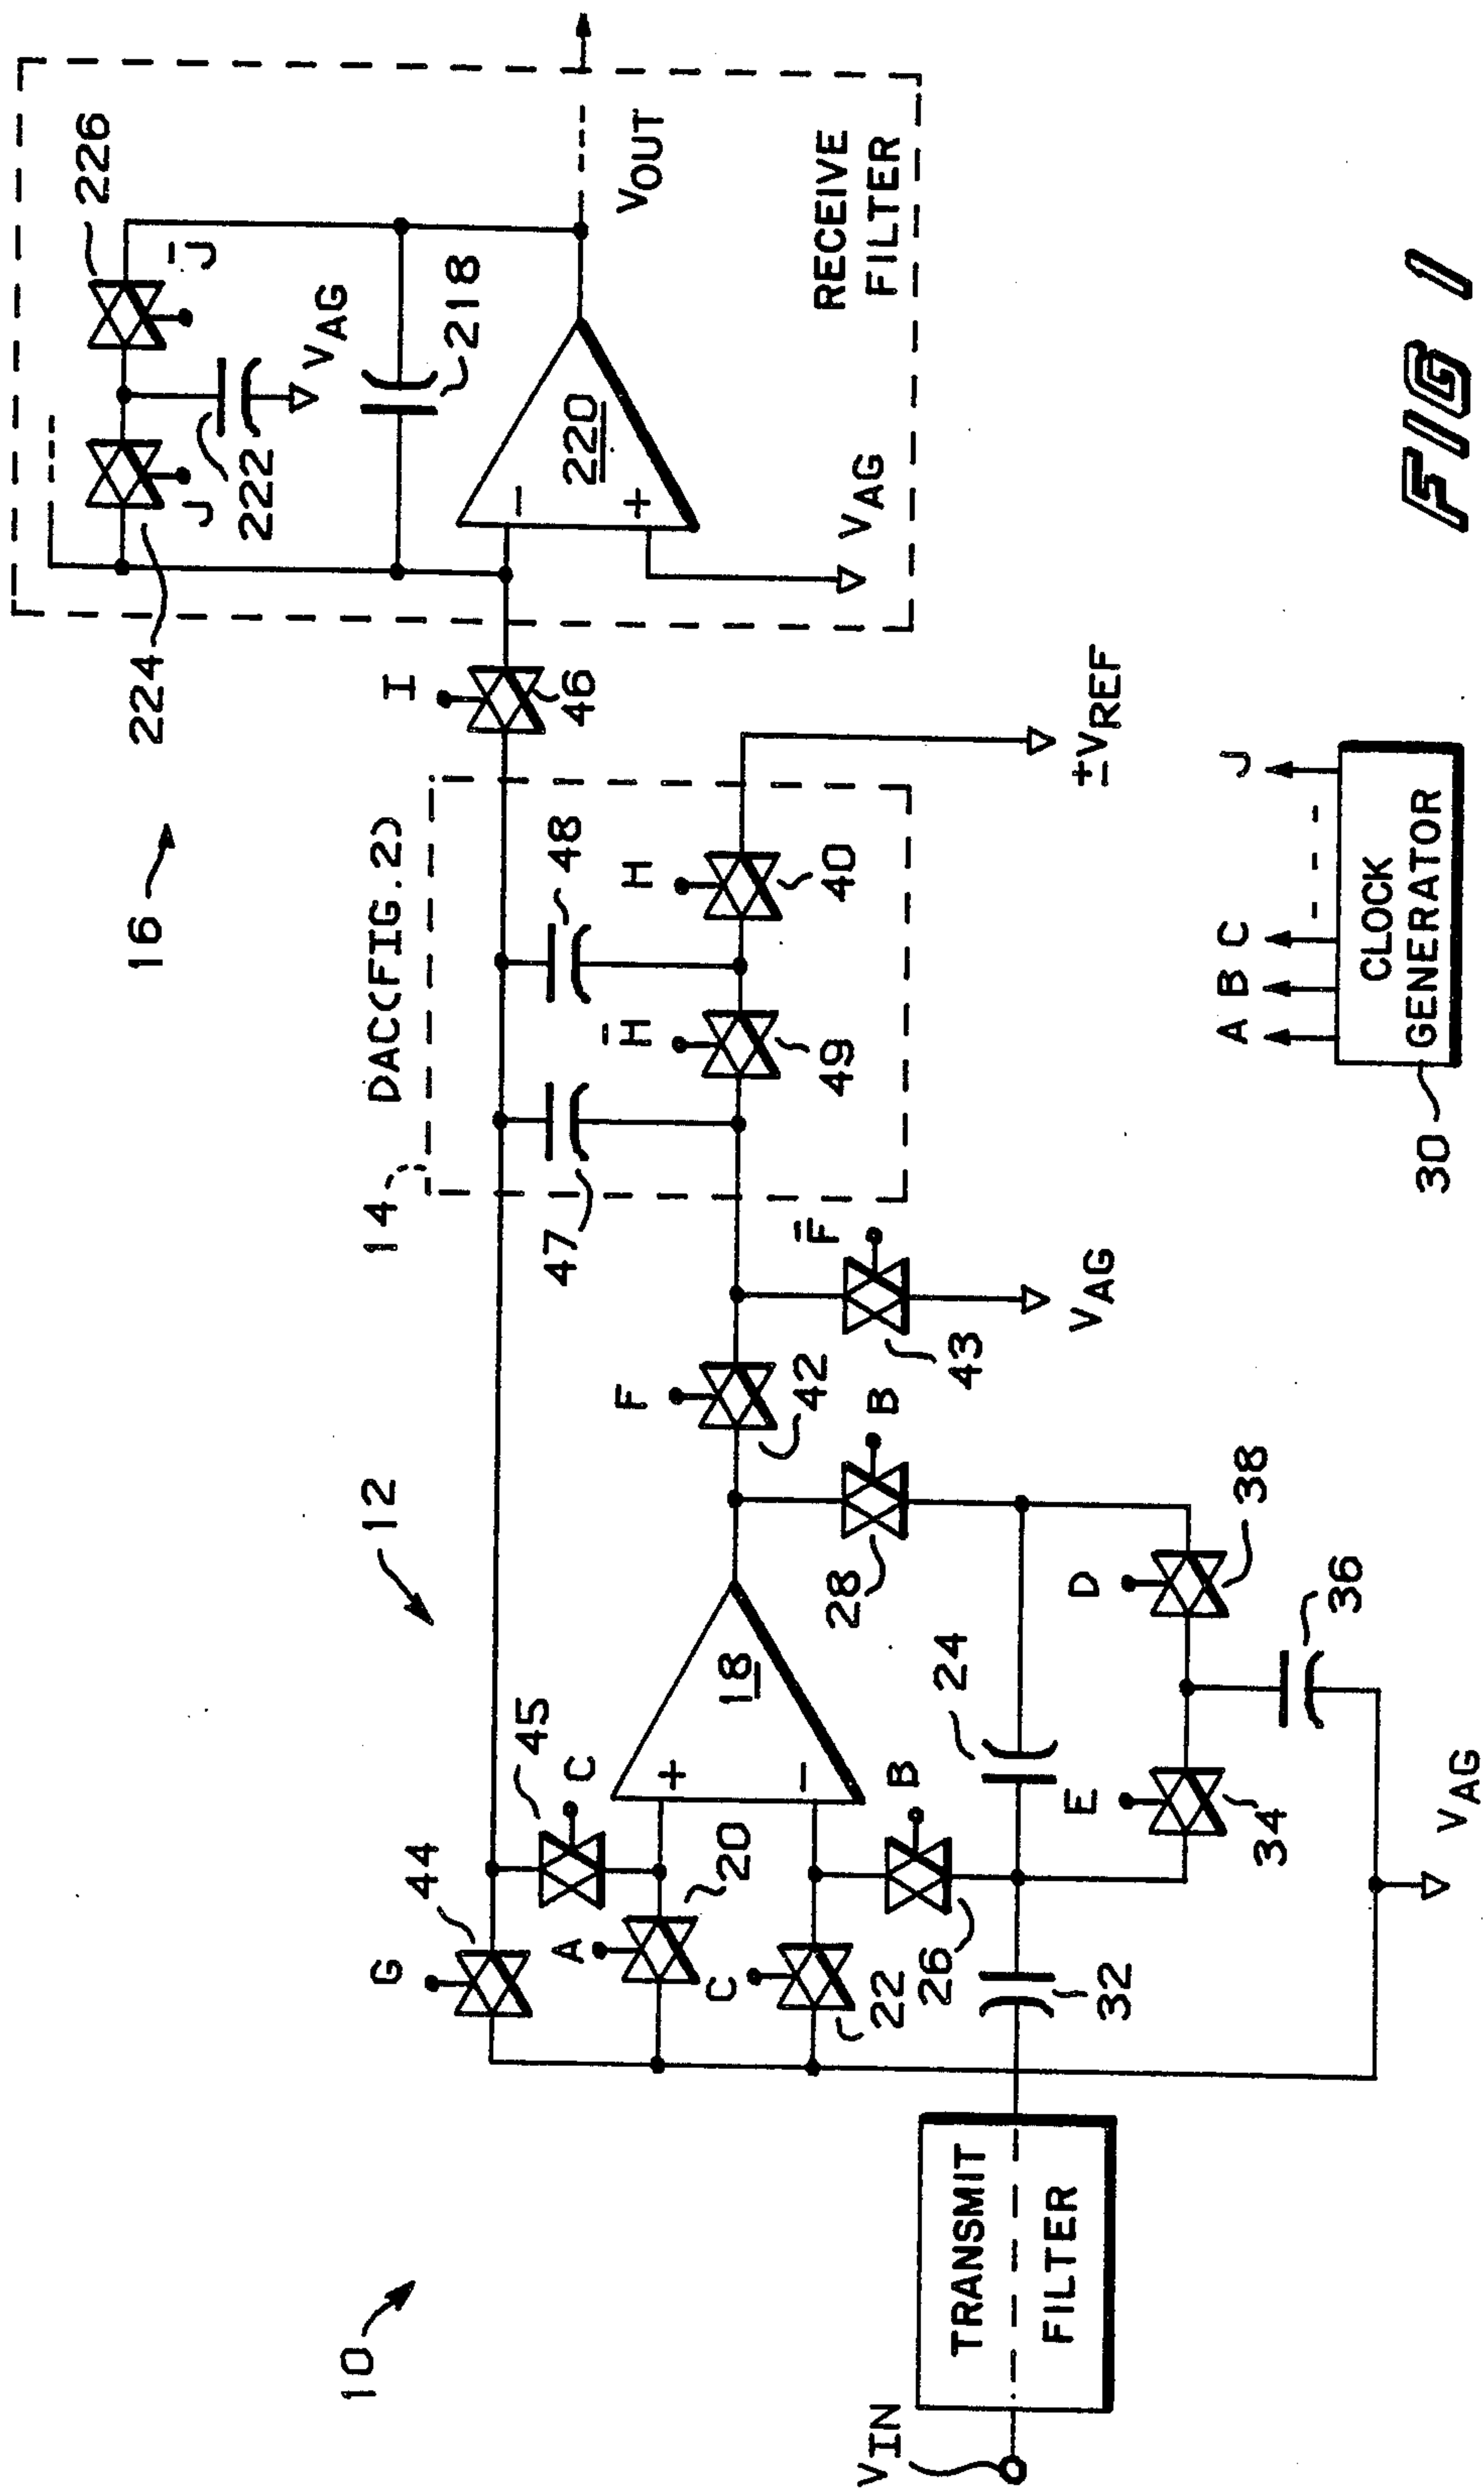 16
RECEIVE
FILTER
224
J
222
VAG
226
J̅
218
220
−
+
VAG
VOUT
I
46
±VREF
14
DAC(FIG.2)
47
48
H̅
49
H
40
12
G
44
45
C
A
20
+
−
18
C
22
B
26
F
42
F̅
43
VAG
B
28
24
32
E
34
D
38
36
VAG
10
VIN
TRANSMIT
FILTER
A B C J
CLOCK
GENERATOR
30
FIG 1